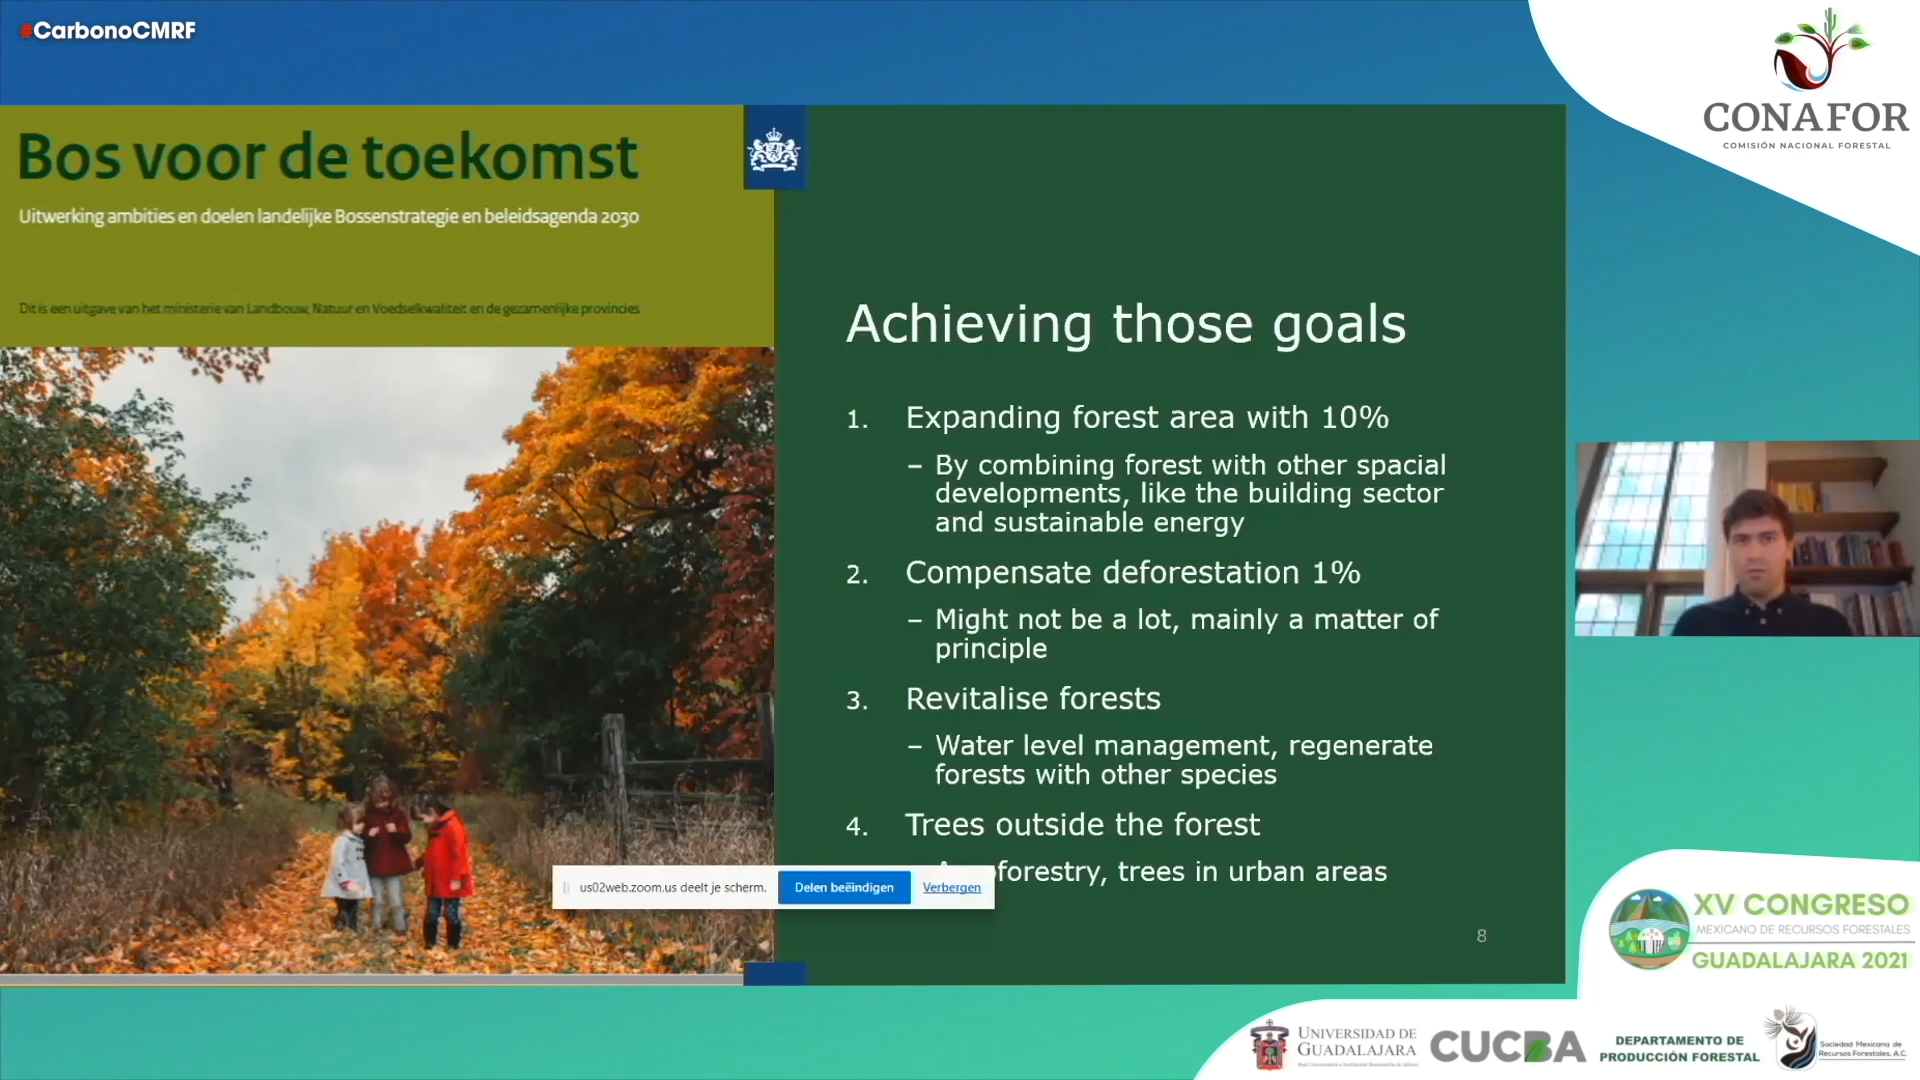 #CarbonoCMRF
CONAFOR
COMISIÓN NACIONAL FORESTAL
Bos voor de toekomst
Uitwerking ambities en doelen landelijke Bossenstrategie en beleidsagenda 2030
Dit is een uitgave van het ministerie van Landbouw, Natuur en Voedselkwaliteit en de gezamenlijke provincies
Achieving those goals
1. Expanding forest area with 10%
– By combining forest with other spacial
developments, like the building sector
and sustainable energy
2. Compensate deforestation 1%
– Might not be a lot, mainly a matter of
principle
3. Revitalise forests
– Water level management, regenerate
forests with other species
4. Trees outside the forest
forestry, trees in urban areas
us02web.zoom.us deelt je scherm. Delen beëindigen Verbergen
8
XV CONGRESO
MEXICANO DE RECURSOS FORESTALES
GUADALAJARA 2021
UNIVERSIDAD DE
GUADALAJARA
CUCBA
DEPARTAMENTO DE
PRODUCCIÓN FORESTAL
Sociedad Mexicana de
Recursos Forestales, A.C.